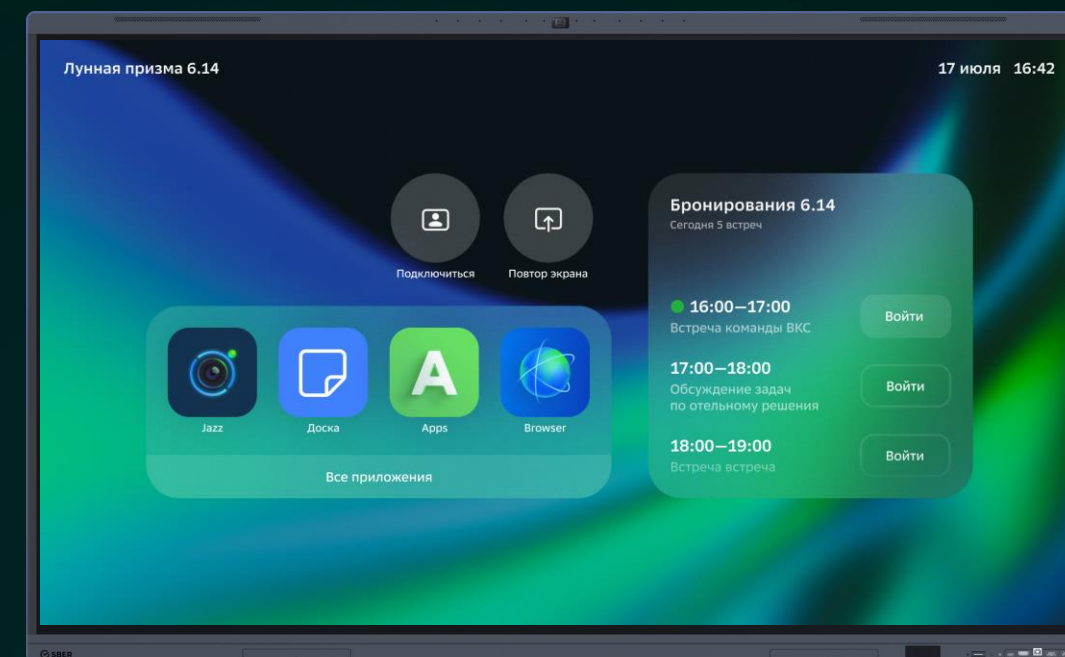 Лунная призма 6.14
17 июля 16:42
Подключиться
Повтор экрана
Jazz
Доска
Apps
Browser
Все приложения
Бронирования 6.14
Сегодня 5 встреч
16:00—17:00
Встреча команды ВКС
Войти
17:00—18:00
Обсуждение задач
по отельному решения
Войти
18:00—19:00
Встреча встреча
Войти
SBER